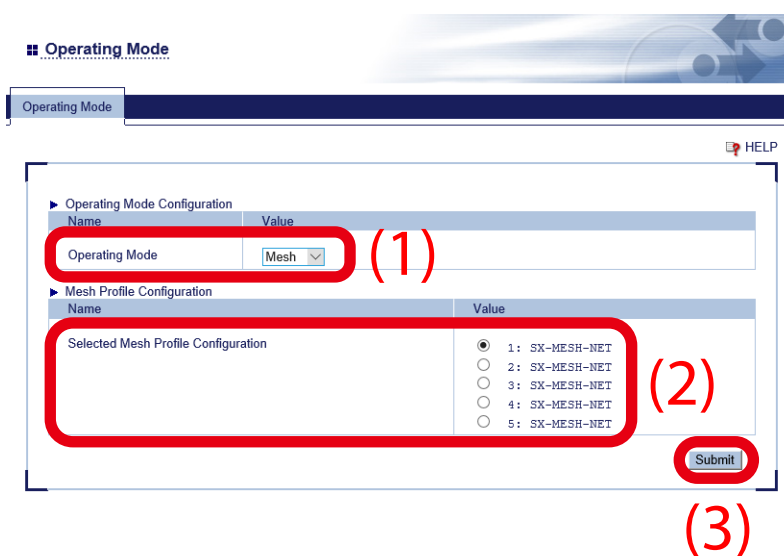 Operating Mode
Operating Mode
HELP
Operating Mode Configuration
Name Value
Operating Mode Mesh (1)
Mesh Profile Configuration
Name Value
Selected Mesh Profile Configuration 1: SX-MESH-NET
2: SX-MESH-NET
3: SX-MESH-NET
4: SX-MESH-NET
5: SX-MESH-NET
(2)
Submit
(3)